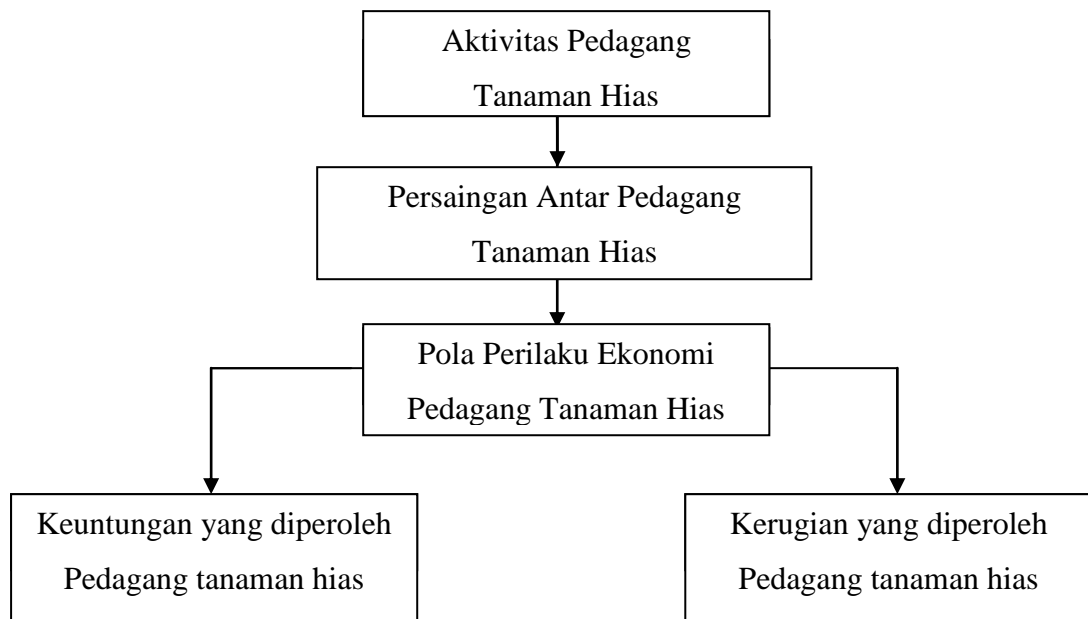 Aktivitas Pedagang
Tanaman Hias
Persaingan Antar Pedagang
Tanaman Hias
Pola Perilaku Ekonomi
Pedagang Tanaman Hias
Keuntungan yang diperoleh
Pedagang tanaman hias
Kerugian yang diperoleh
Pedagang tanaman hias